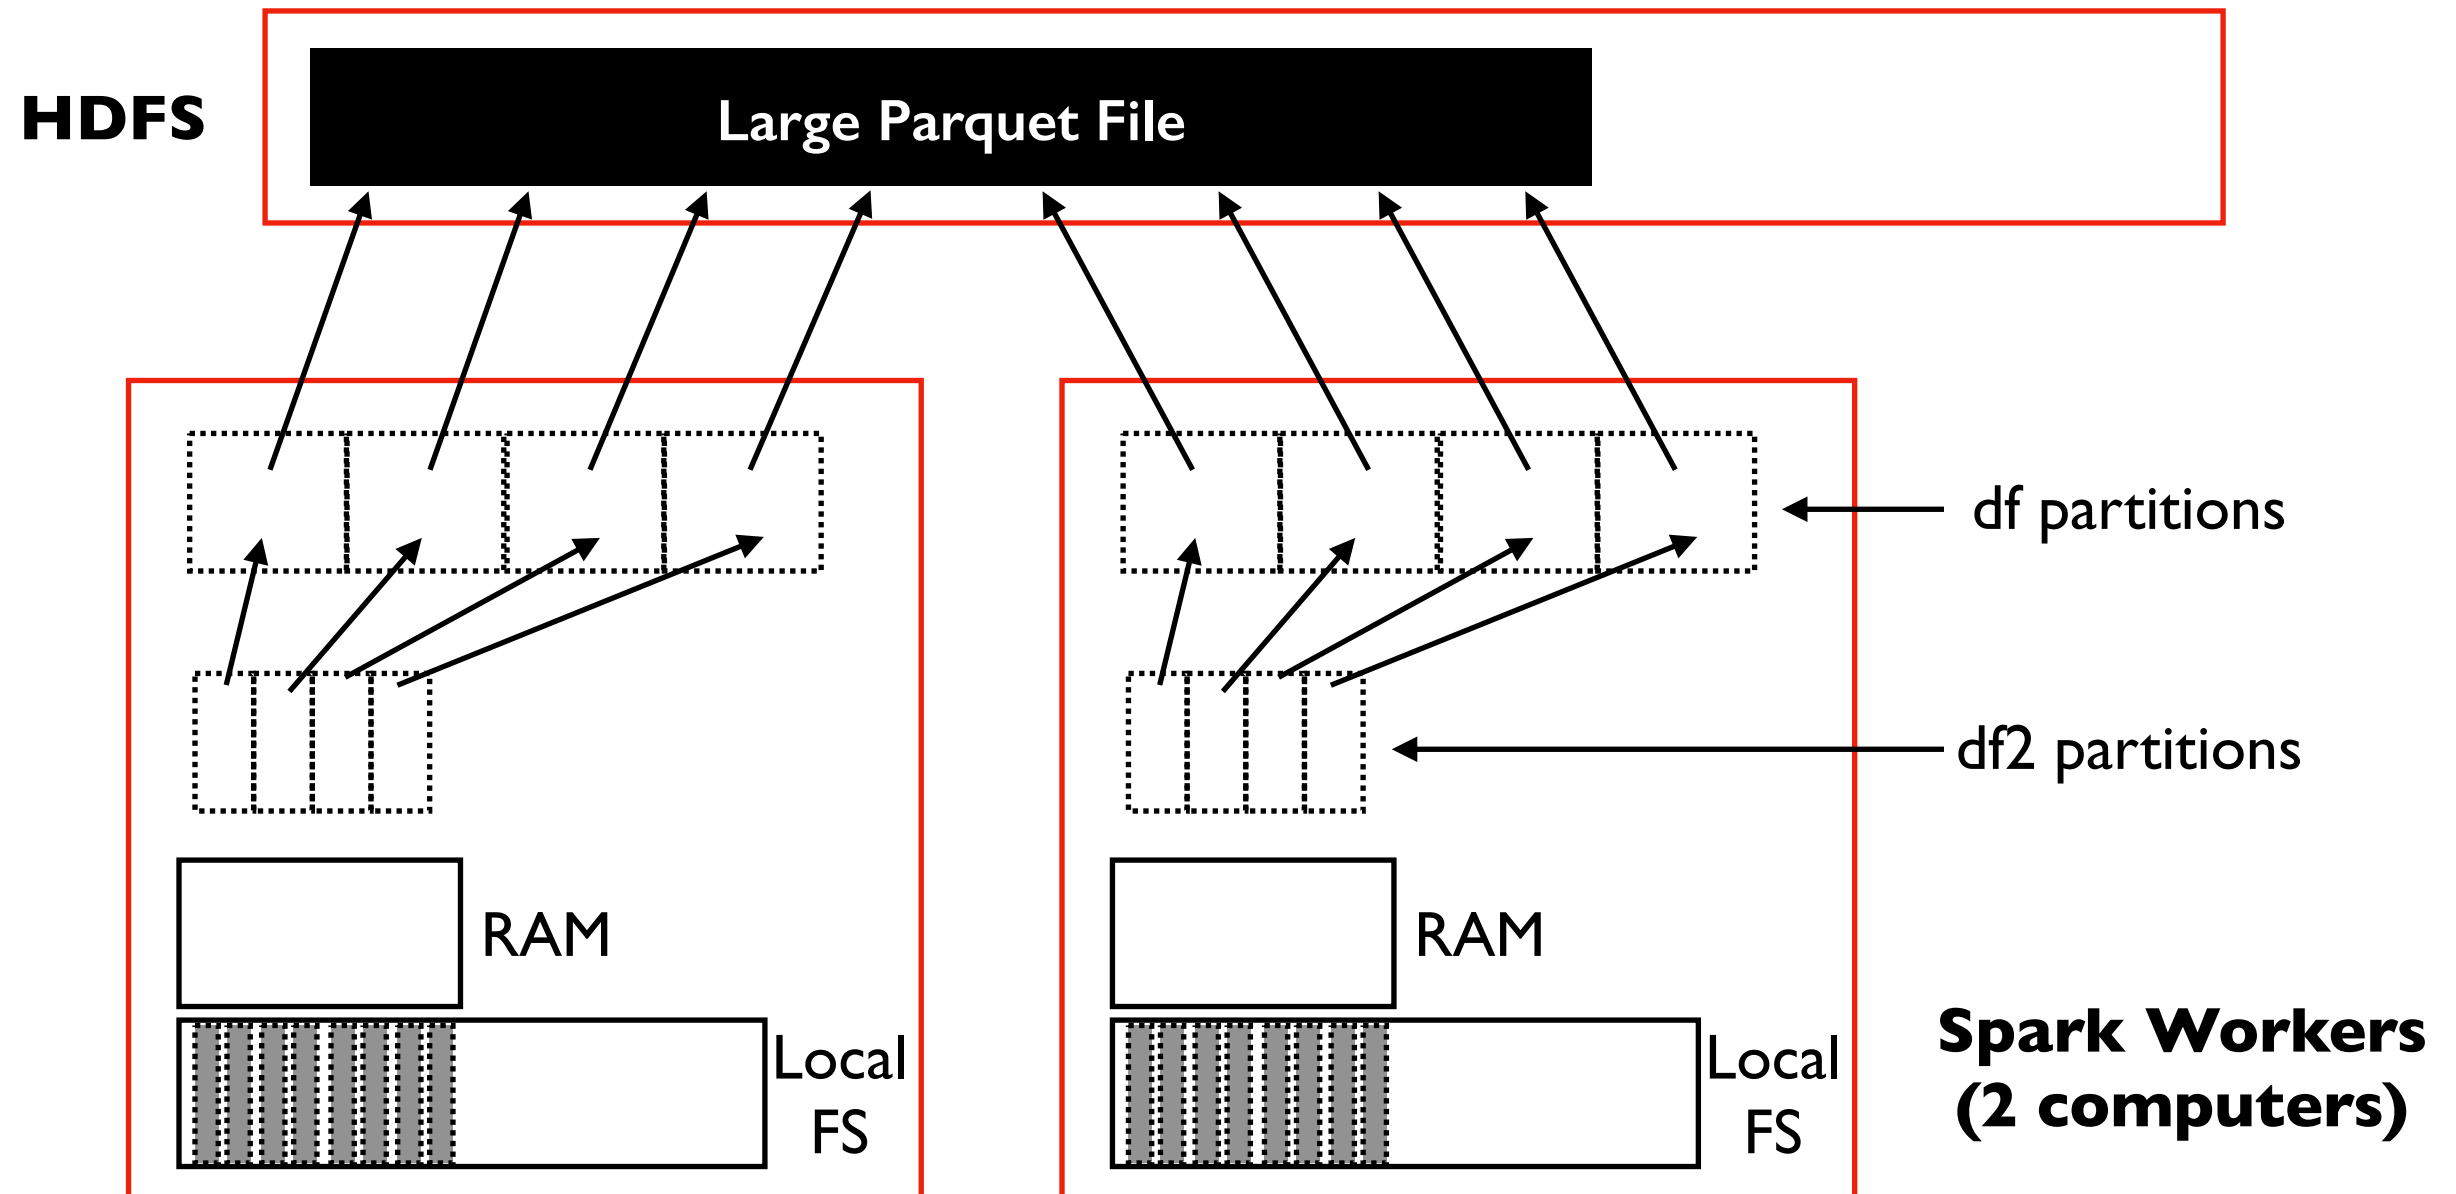 HDFS
Large Parquet File
df partitions
df2 partitions
RAM
RAM
Local
FS
Local
FS
Spark Workers
(2 computers)